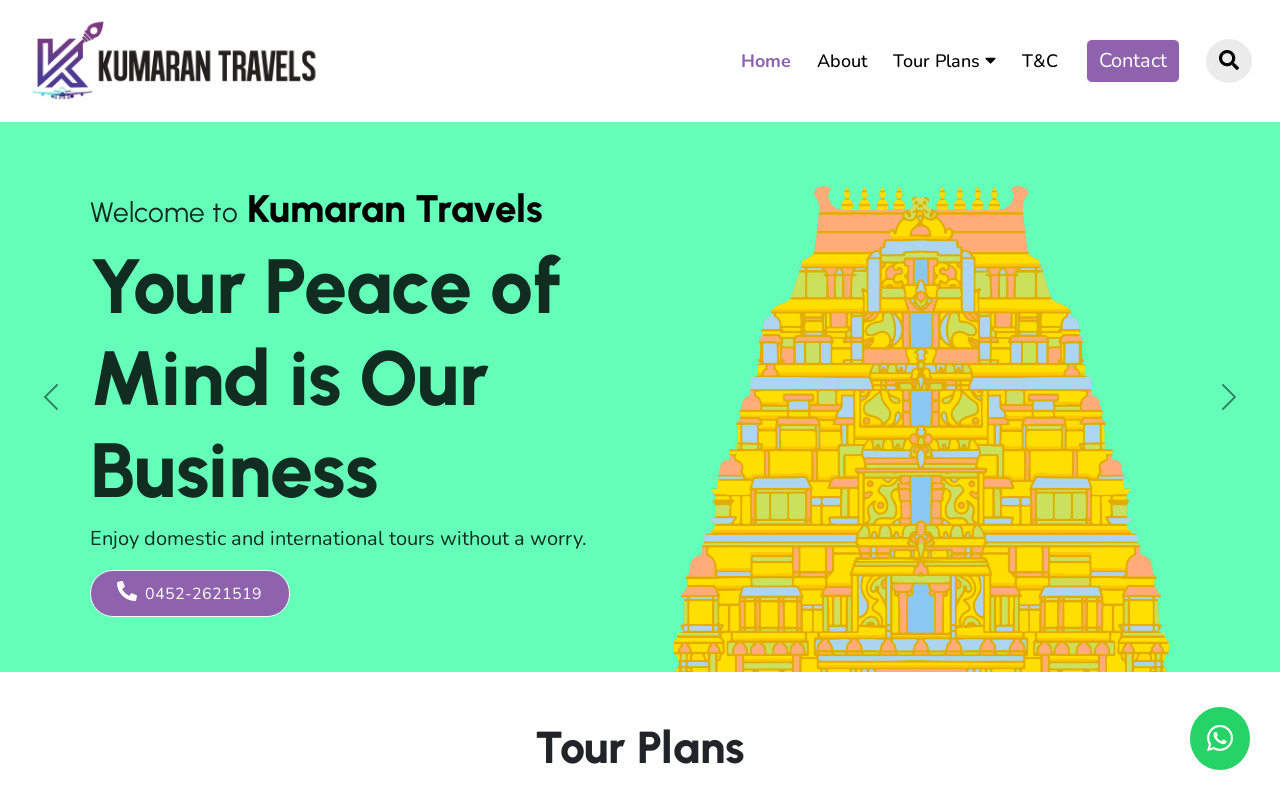 KUMARAN TRAVELS
Home About Tour Plans T&C Contact
Welcome to Kumaran Travels
Your Peace of
Mind is Our
Business
Enjoy domestic and international tours without a worry.
0452-2621519
Tour Plans